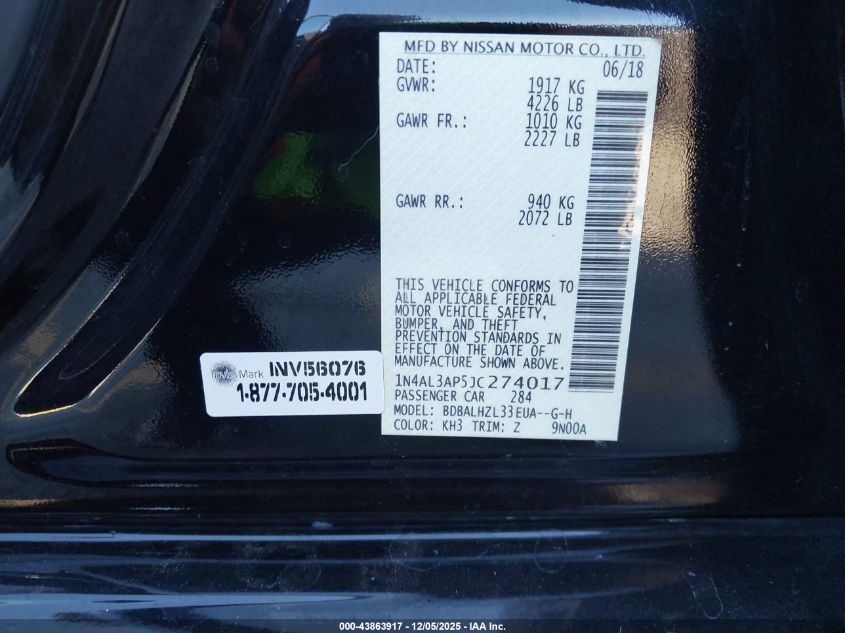 MFD BY NISSAN MOTOR CO., LTD.
DATE: 06/18
GVWR: 1917 KG
4226 LB
GAWR FR.: 1010 KG
2227 LB
GAWR RR.: 940 KG
2072 LB
THIS VEHICLE CONFORMS TO
ALL APPLICABLE FEDERAL
MOTOR VEHICLE SAFETY,
BUMPER, AND THEFT
PREVENTION STANDARDS IN
EFFECT ON THE DATE OF
MANUFACTURE SHOWN ABOVE.
1N4AL3AP5JC274017
PASSENGER CAR 284
MODEL: BDBALHZL33EUA--G-H
COLOR: KH3 TRIM: Z 9N00A
Mark INV56076
1-877-705-4001
000-43863917 - 12/05/2025 - IAA Inc.